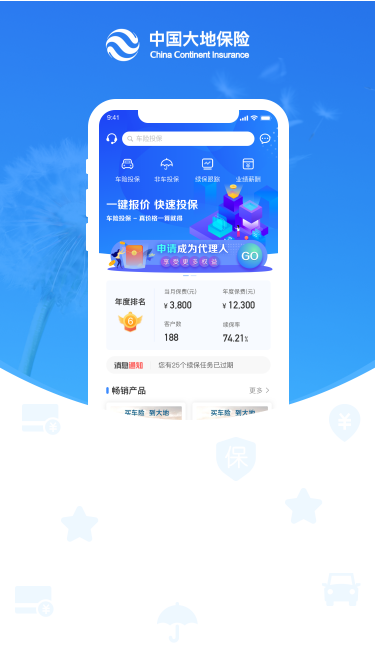 中国大地保险
China Continent Insurance
9:41
车险投保
车险投保
非车投保
续保跟踪
业绩薪酬
一键报价 快速投保
车险投保 – 真价格一算就得
申请成为代理人
享受更多权益
GO
年度排名
6
当月保费(元)
¥ 3,800
年度保费(元)
¥ 12,300
客户数
188
续保率
74.21%
消息通知
您有25个续保任务已过期
畅销产品
更多
买车险 到大地
买车险 到大地
保
¥
¥
¥